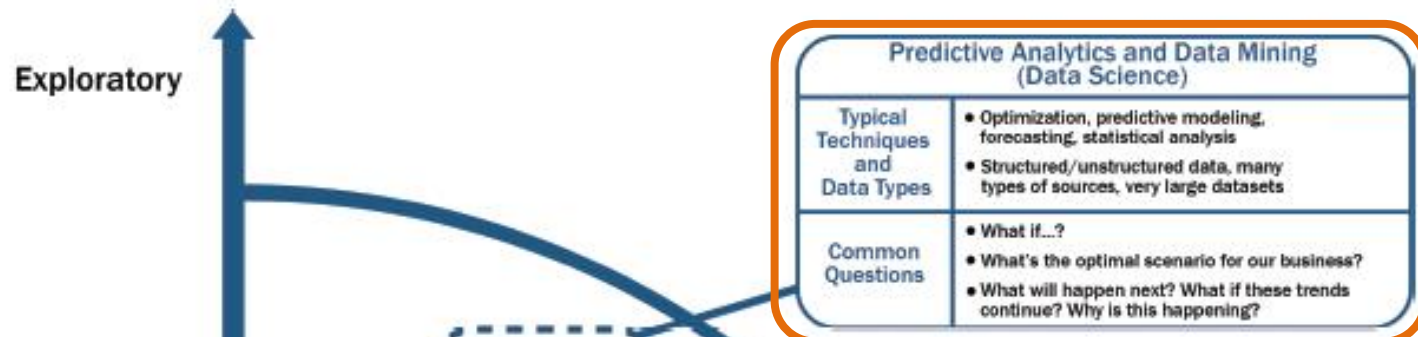 Exploratory
Predictive Analytics and Data Mining
(Data Science)
Typical
Techniques
and
Data Types
• Optimization, predictive modeling,
forecasting, statistical analysis
• Structured/unstructured data, many
types of sources, very large datasets
Common
Questions
• What if...?
• What's the optimal scenario for our business?
• What will happen next? What if these trends
continue? Why is this happening?